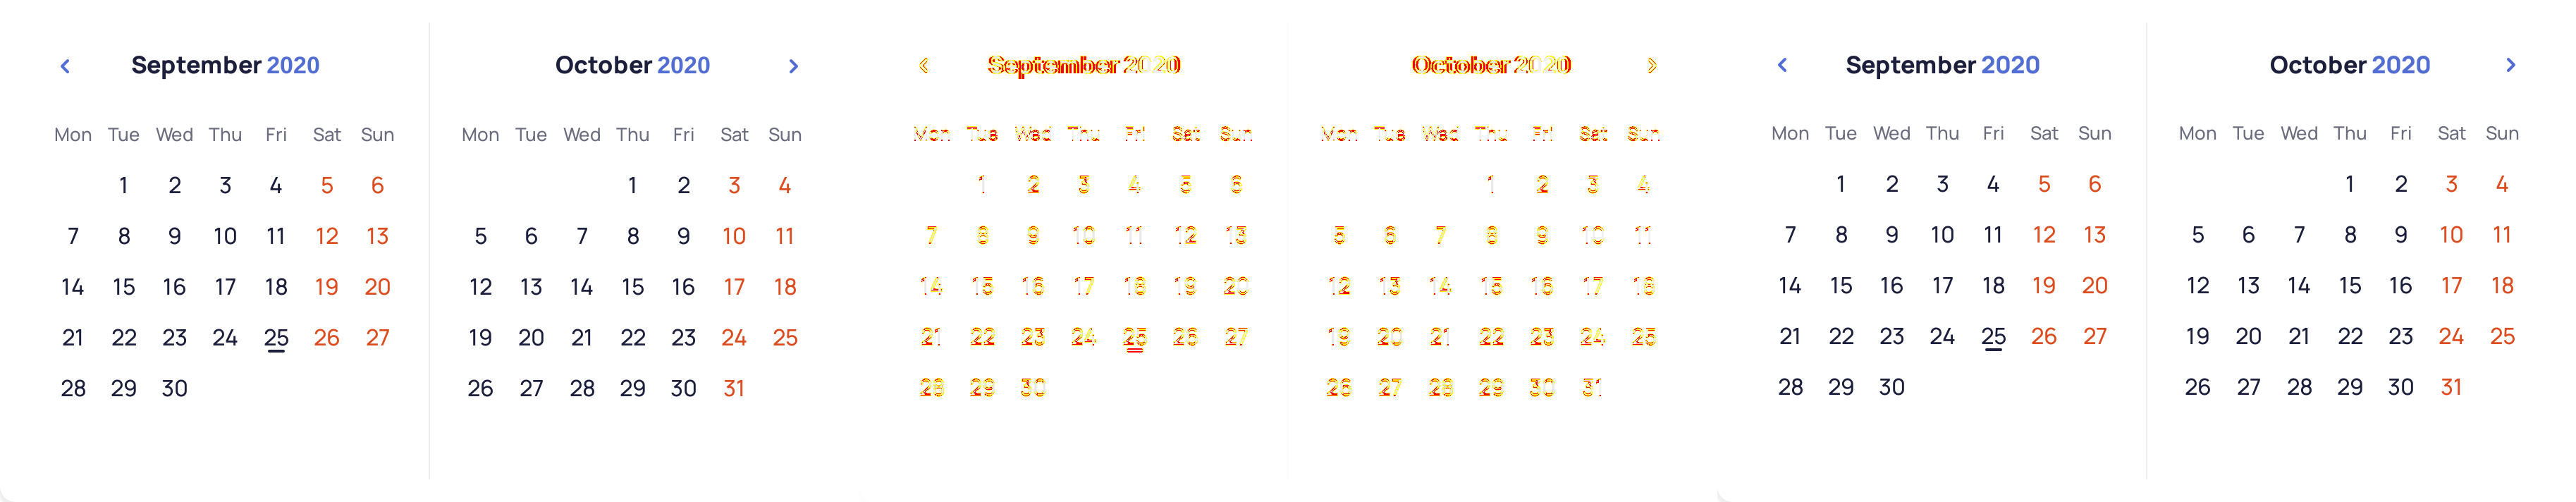 September 2020
Mon Tue Wed Thu Fri Sat Sun
1 2 3 4 5 6
7 8 9 10 11 12 13
14 15 16 17 18 19 20
21 22 23 24 25 26 27
28 29 30
October 2020
Mon Tue Wed Thu Fri Sat Sun
1 2 3 4
5 6 7 8 9 10 11
12 13 14 15 16 17 18
19 20 21 22 23 24 25
26 27 28 29 30 31
September 2020
Mon Tue Wed Thu Fri Sat Sun
1 2 3 4 5 6
7 8 9 10 11 12 13
14 15 16 17 18 19 20
21 22 23 24 25 26 27
28 29 30
October 2020
Mon Tue Wed Thu Fri Sat Sun
1 2 3 4
5 6 7 8 9 10 11
12 13 14 15 16 17 18
19 20 21 22 23 24 25
26 27 28 29 30 31
September 2020
Mon Tue Wed Thu Fri Sat Sun
1 2 3 4 5 6
7 8 9 10 11 12 13
14 15 16 17 18 19 20
21 22 23 24 25 26 27
28 29 30
October 2020
Mon Tue Wed Thu Fri Sat Sun
1 2 3 4
5 6 7 8 9 10 11
12 13 14 15 16 17 18
19 20 21 22 23 24 25
26 27 28 29 30 31